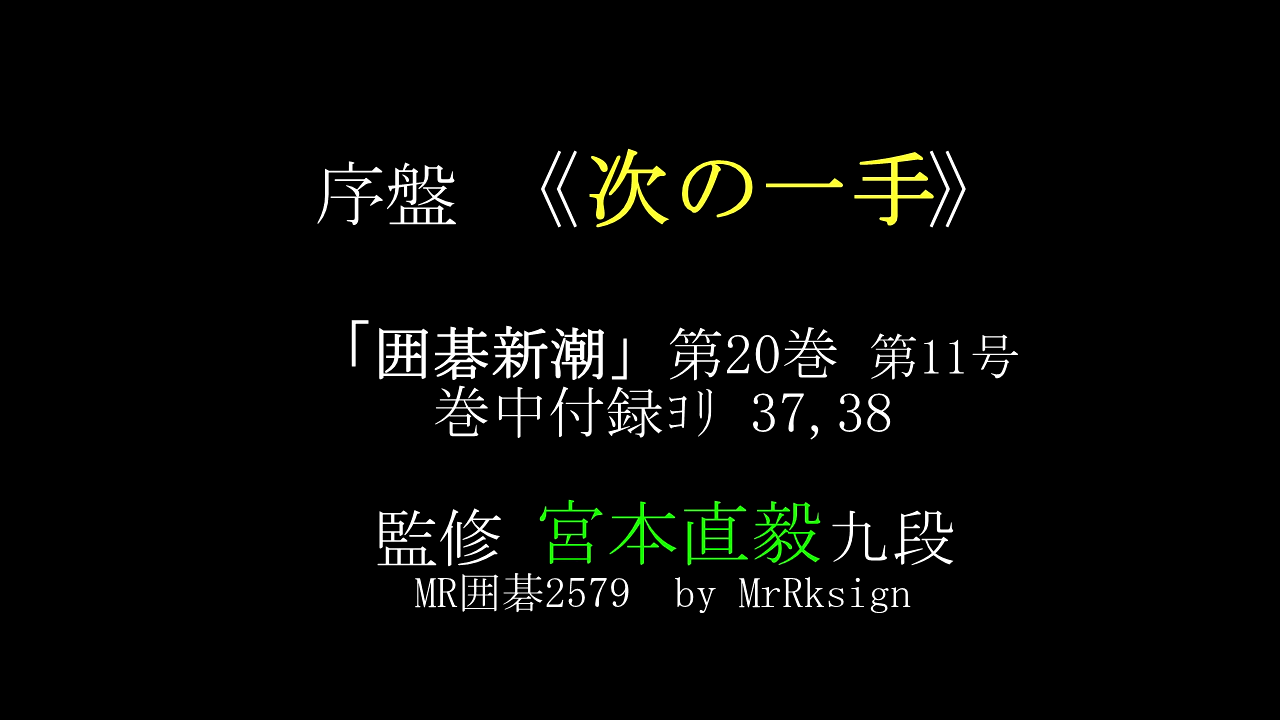 序盤 《次の一手》
「囲碁新潮」第20巻 第11号
巻中付録ﾖﾘ 37,38
監修 宮本直毅九段
MR囲碁2579 by MrRksign